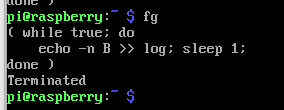 done )
pi@raspberry:~ $ fg
( while true; do
    echo -n B >> log; sleep 1;
done )
Terminated
pi@raspberry:~ $